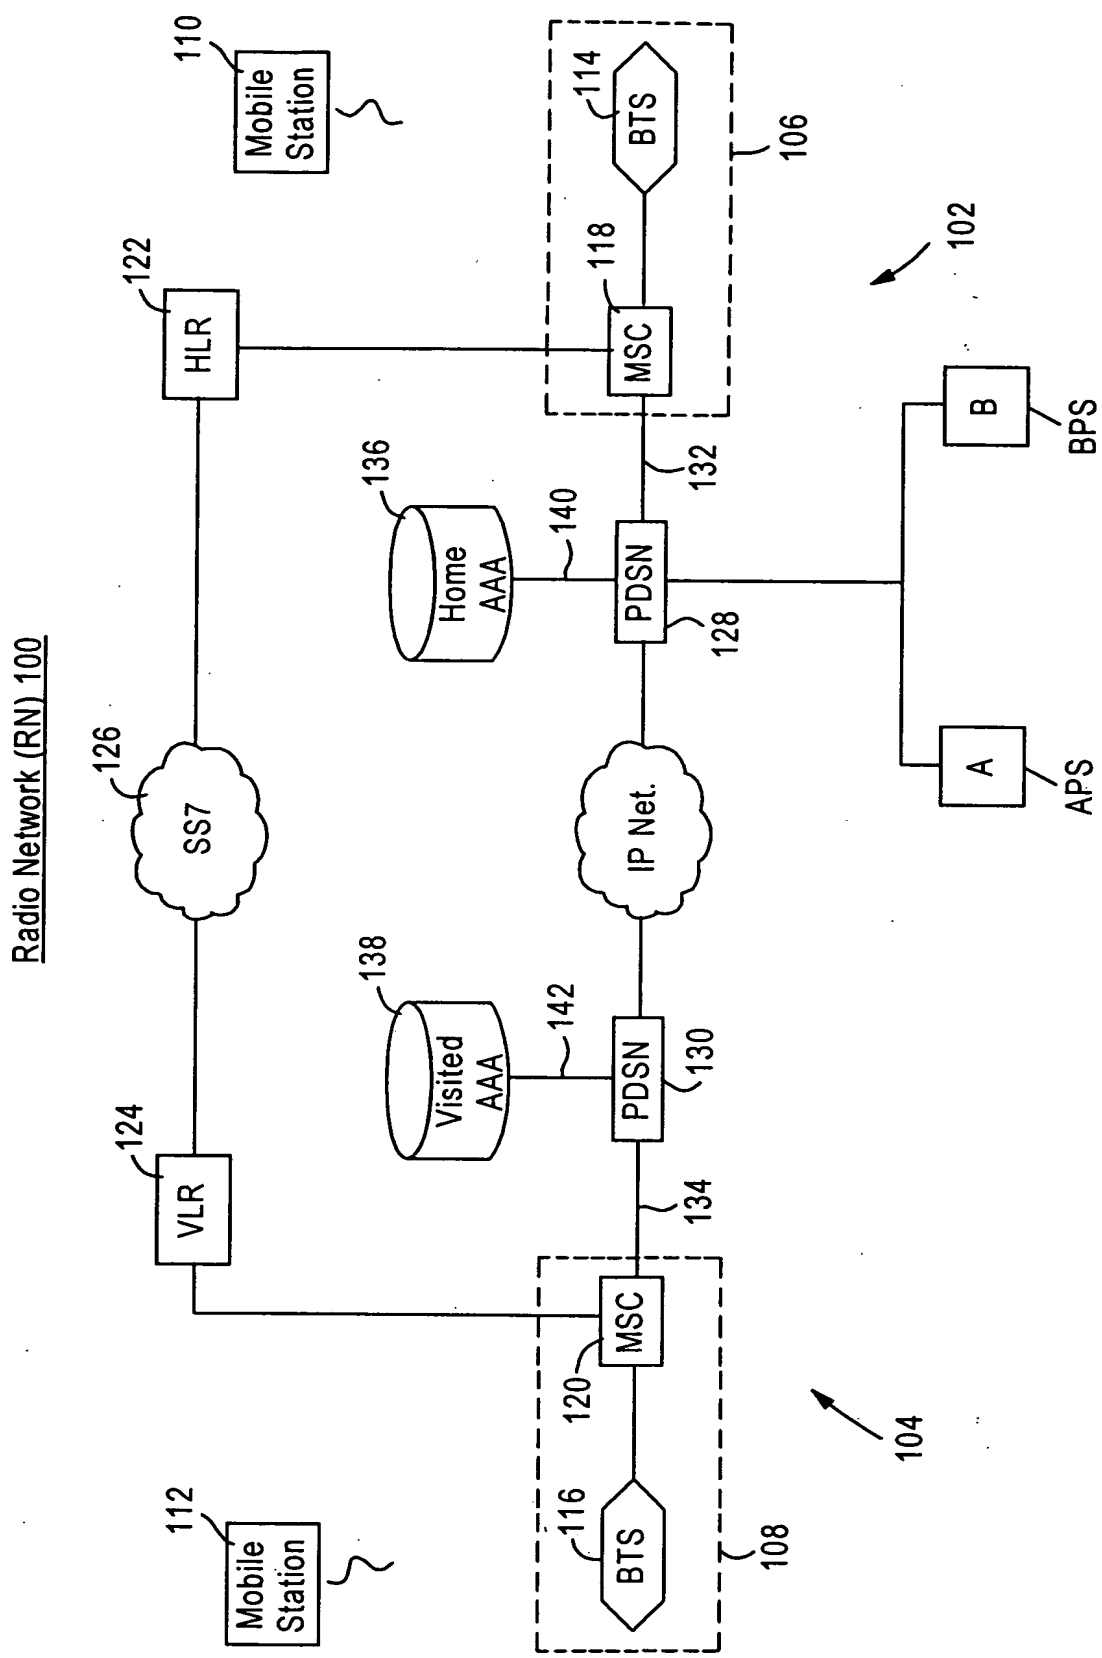 Radio Network (RN) 100
112
Mobile
Station
124
VLR
126
SS7
122
HLR
110
Mobile
Station
138
Visited
AAA
142
136
Home
AAA
140
116
BTS
120
MSC
134
PDSN
130
IP Net.
PDSN
128
132
118
MSC
114
BTS
108
106
104
102
A
APS
B
BPS